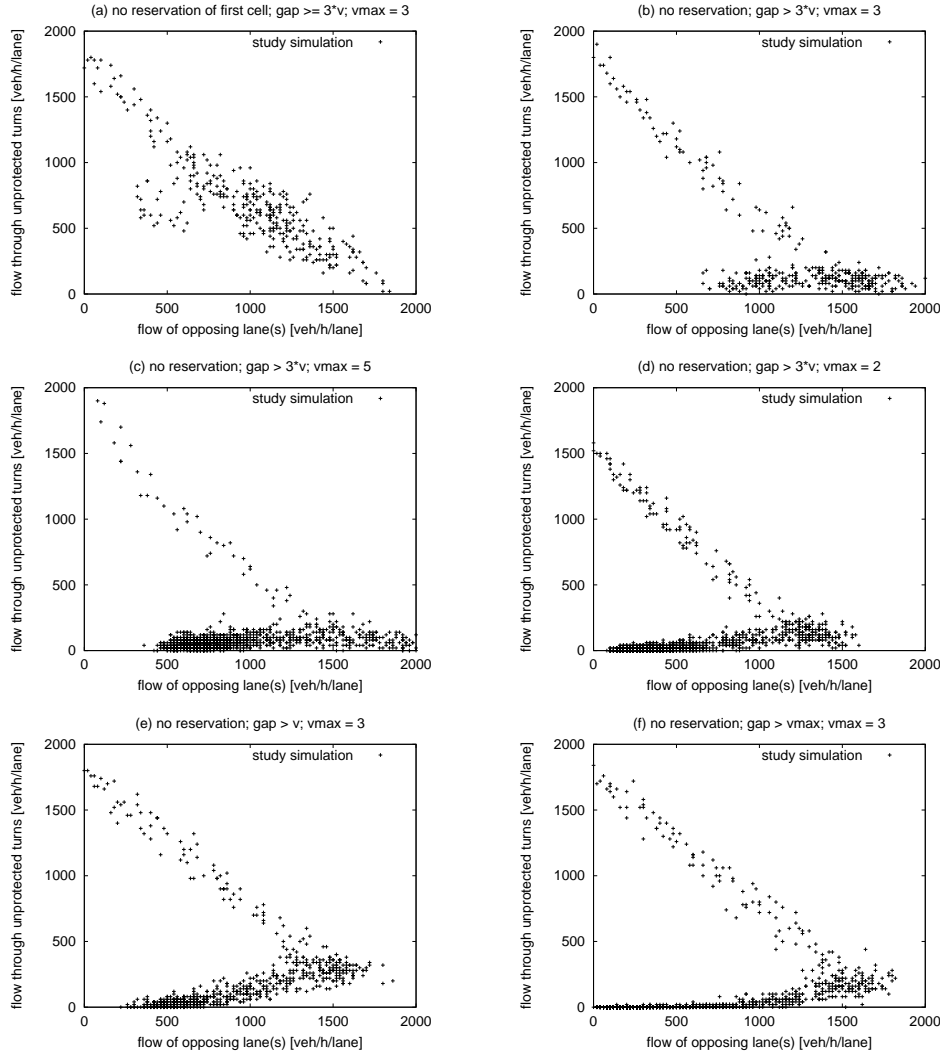 (a) no reservation of first cell; gap >= 3*v; vmax = 3
flow through unprotected turns [veh/h/lane]
2000
1500
1000
500
0
study simulation
0 500 1000 1500 2000
flow of opposing lane(s) [veh/h/lane]
(b) no reservation; gap > 3*v; vmax = 3
flow through unprotected turns [veh/h/lane]
2000
1500
1000
500
0
study simulation
0 500 1000 1500 2000
flow of opposing lane(s) [veh/h/lane]
(c) no reservation; gap > 3*v; vmax = 5
flow through unprotected turns [veh/h/lane]
2000
1500
1000
500
0
study simulation
0 500 1000 1500 2000
flow of opposing lane(s) [veh/h/lane]
(d) no reservation; gap > 3*v; vmax = 2
flow through unprotected turns [veh/h/lane]
2000
1500
1000
500
0
study simulation
0 500 1000 1500 2000
flow of opposing lane(s) [veh/h/lane]
(e) no reservation; gap > v; vmax = 3
flow through unprotected turns [veh/h/lane]
2000
1500
1000
500
0
study simulation
0 500 1000 1500 2000
flow of opposing lane(s) [veh/h/lane]
(f) no reservation; gap > vmax; vmax = 3
flow through unprotected turns [veh/h/lane]
2000
1500
1000
500
0
study simulation
0 500 1000 1500 2000
flow of opposing lane(s) [veh/h/lane]